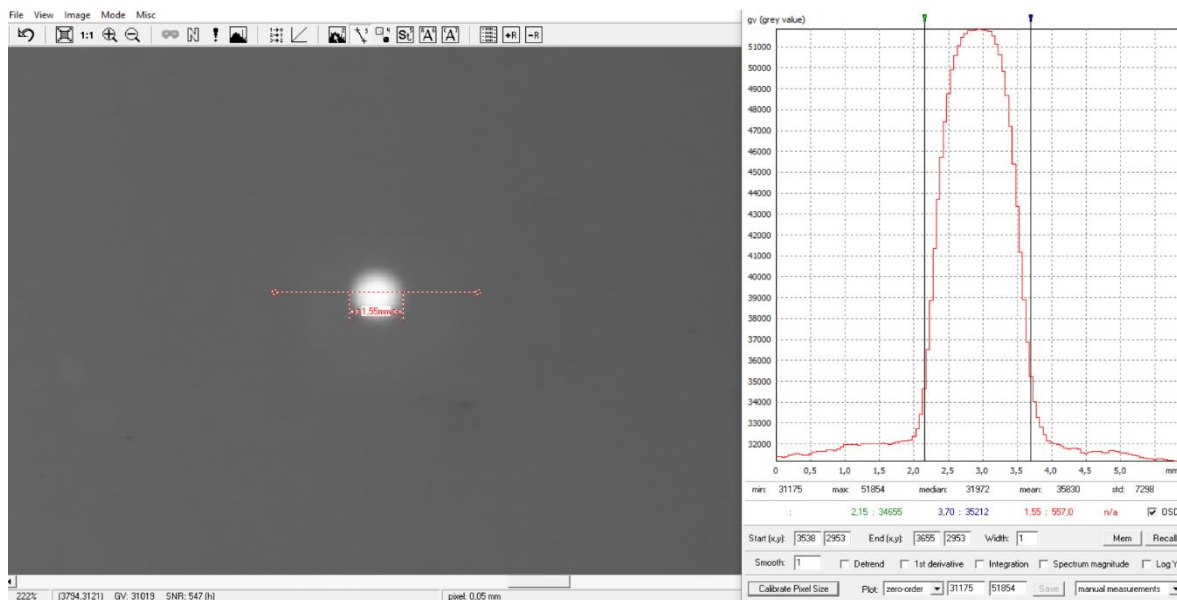 File View Image Mode Misc
1:1 N ! St A A +R -R
1,55mm
222% (3794.3121) GV: 31019 SNR: 547 (h) pixel: 0,05 mm
gv (grey value)
51000
50000
49000
48000
47000
46000
45000
44000
43000
42000
41000
40000
39000
38000
37000
36000
35000
34000
33000
32000
0 0,5 1,0 1,5 2,0 2,5 3,0 3,5 4,0 4,5 5,0 mm
min: 31175 max: 51854 median: 31972 mean: 35830 std: 7298
: 2,15 : 34655 3,70 : 35212 1,55 : 557,0 n/a OSD
Start (x,y): 3538 2953 End (x,y): 3655 2953 Width: 1 Mem Recall
Smooth: 1 Detrend 1st derivative Integration Spectrum magnitude Log Y
Calibrate Pixel Size Plot: zero-order 31175 51854 Save manual measurements